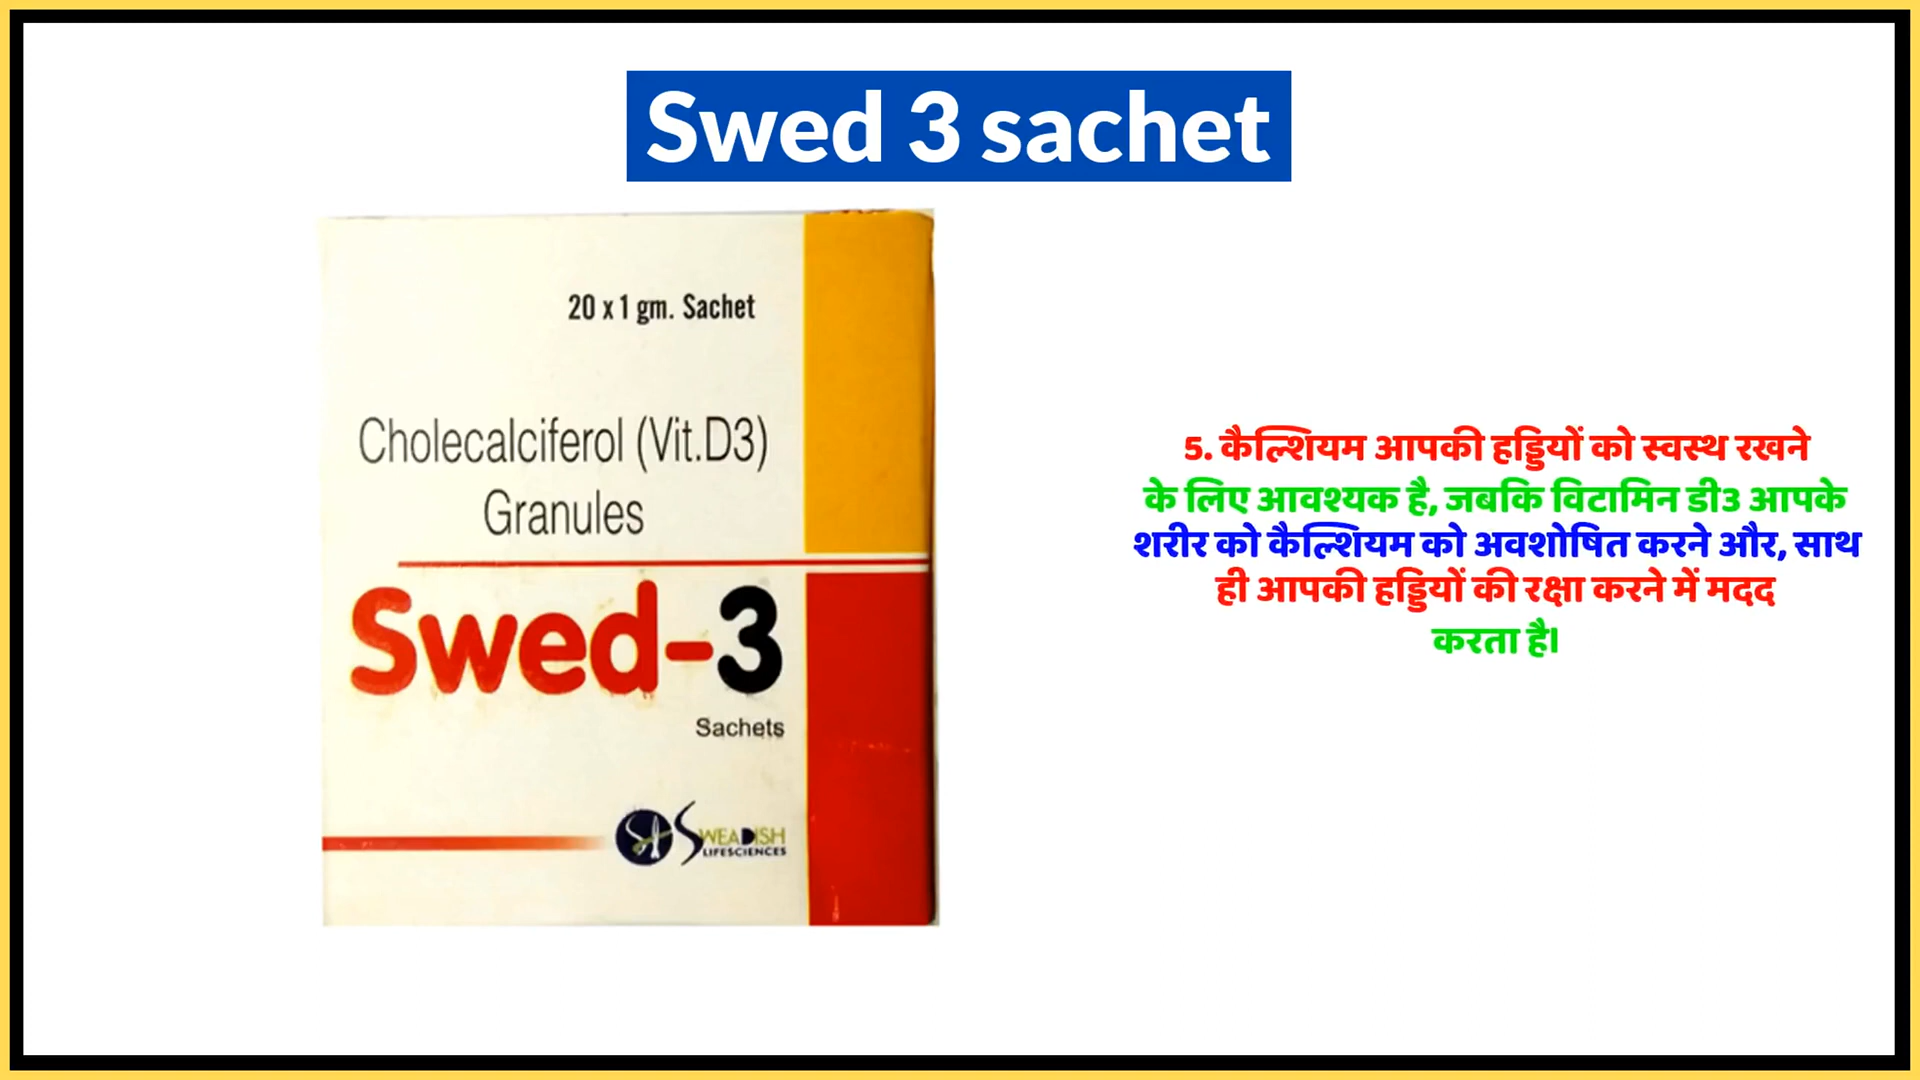 Swed 3 sachet
20 x 1 gm. Sachet
Cholecalciferol (Vit.D3)
Granules
Swed-3
Sachets
SWEADISH
LIFESCIENCES
5. कैल्शियम आपकी हड्डियों को स्वस्थ रखने
के लिए आवश्यक है, जबकि विटामिन डी3 आपके
शरीर को कैल्शियम को अवशोषित करने और, साथ
ही आपकी हड्डियों की रक्षा करने में मदद
करता है।